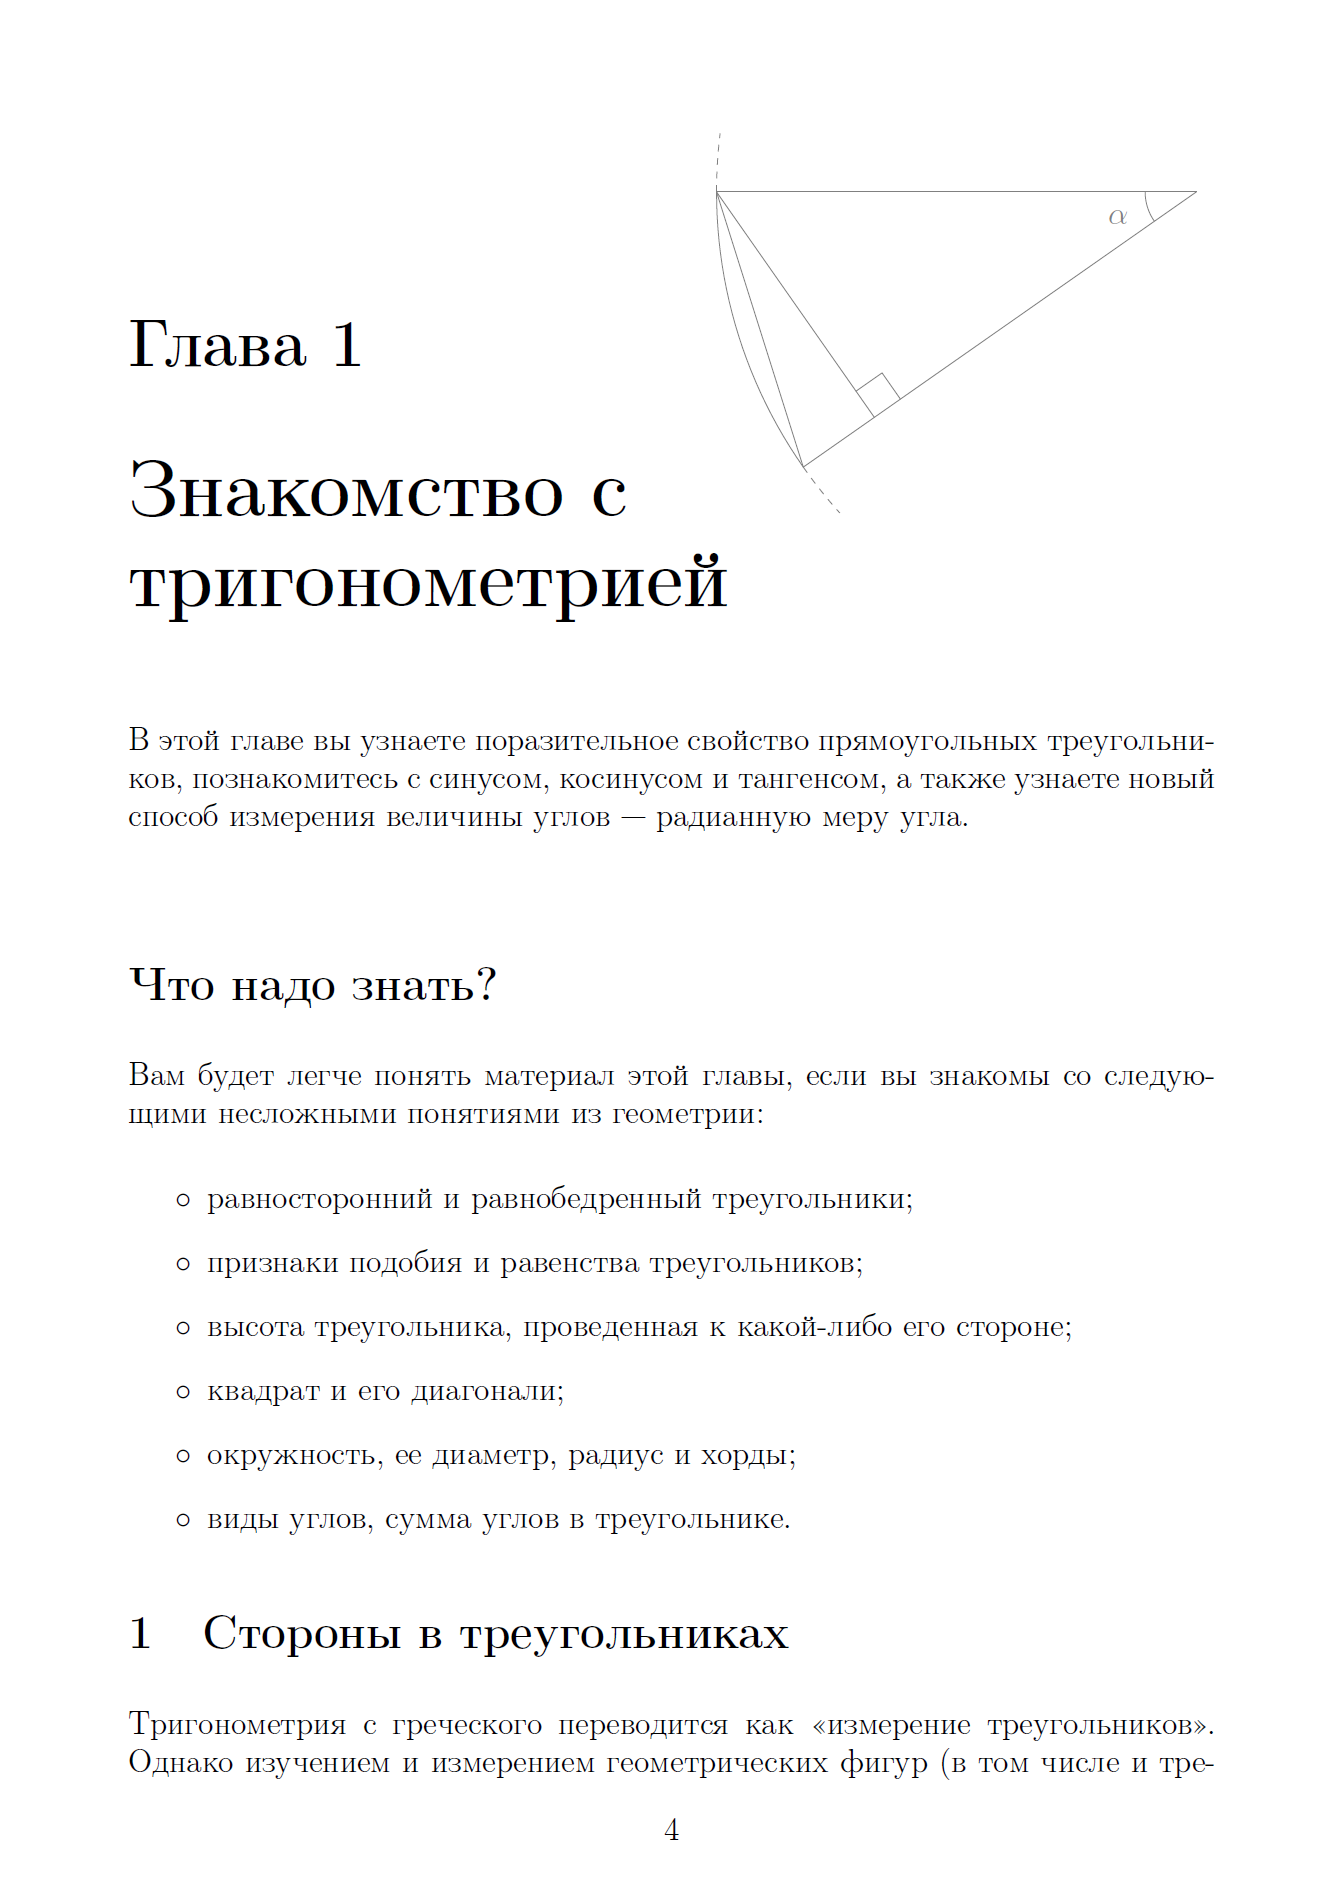 α
Глава 1
Знакомство с
тригонометрией
В этой главе вы узнаете поразительное свойство прямоугольных треугольни-
ков, познакомитесь с синусом, косинусом и тангенсом, а также узнаете новый
способ измерения величины углов — радианную меру угла.
Что надо знать?
Вам будет легче понять материал этой главы, если вы знакомы со следую-
щими несложными понятиями из геометрии:
◦ равносторонний и равнобедренный треугольники;
◦ признаки подобия и равенства треугольников;
◦ высота треугольника, проведенная к какой-либо его стороне;
◦ квадрат и его диагонали;
◦ окружность, ее диаметр, радиус и хорды;
◦ виды углов, сумма углов в треугольнике.
1 Стороны в треугольниках
Тригонометрия с греческого переводится как «измерение треугольников».
Однако изучением и измерением геометрических фигур (в том числе и тре-
4